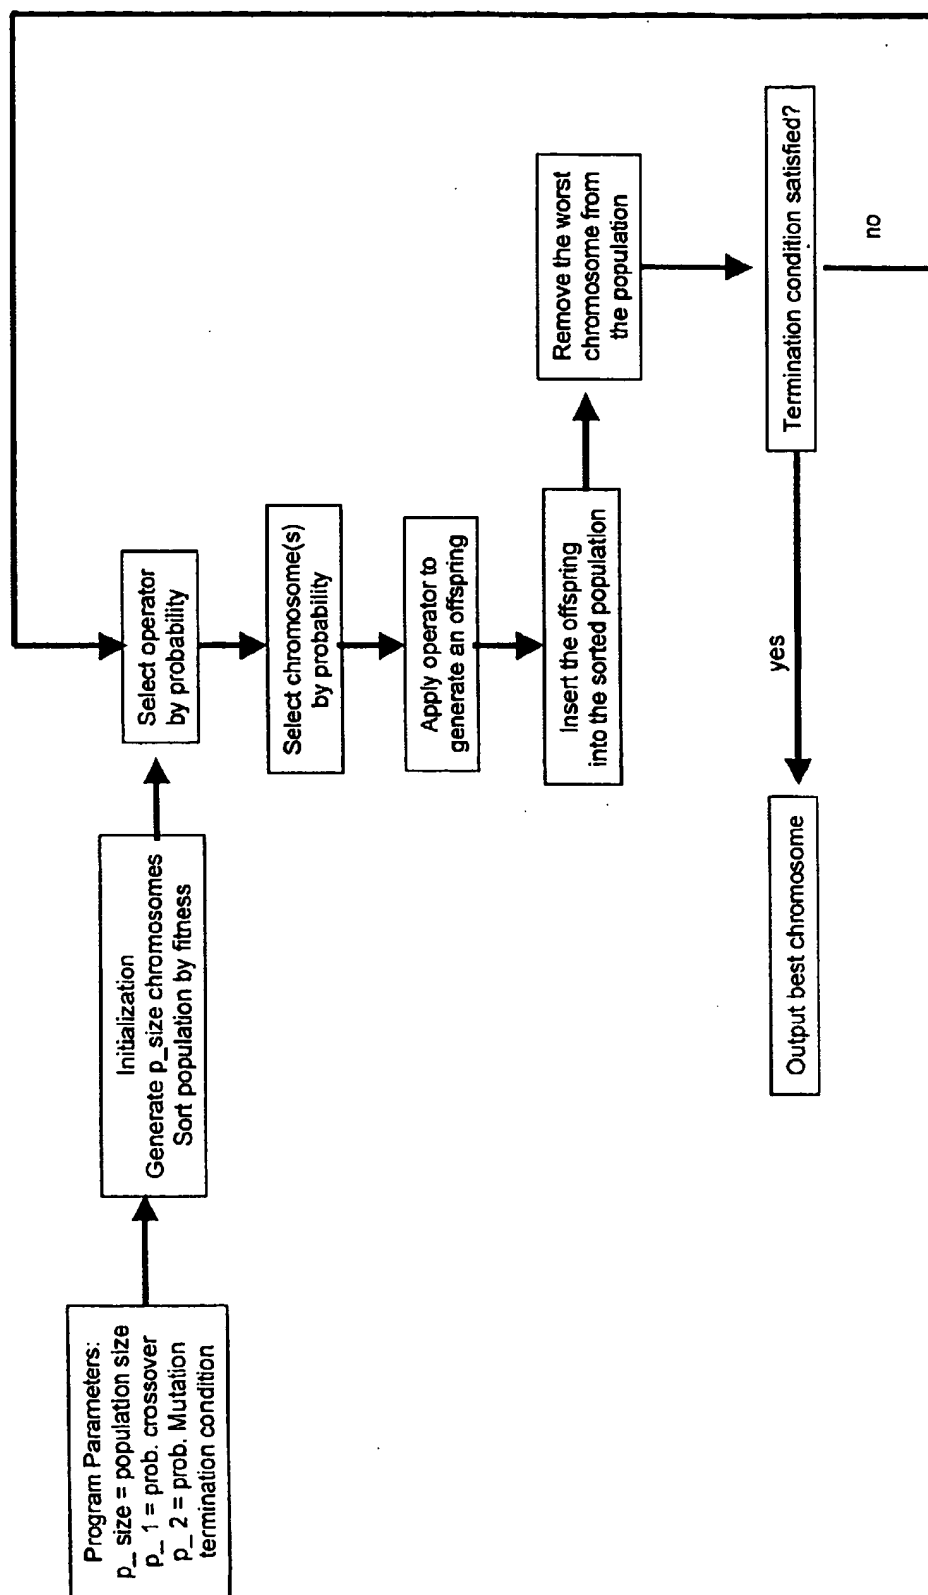 Program Parameters:
p_ size = population size
p_ 1 = prob. crossover
p_ 2 = prob. Mutation
termination condition
Initialization
Generate p_size chromosomes
Sort population by fitness
Select operator
by probability
Select chromosome(s)
by probability
Apply operator to
generate an offspring
Insert the offspring
into the sorted population
Remove the worst
chromosome from
the population
Termination condition satisfied?
no
yes
Output best chromosome